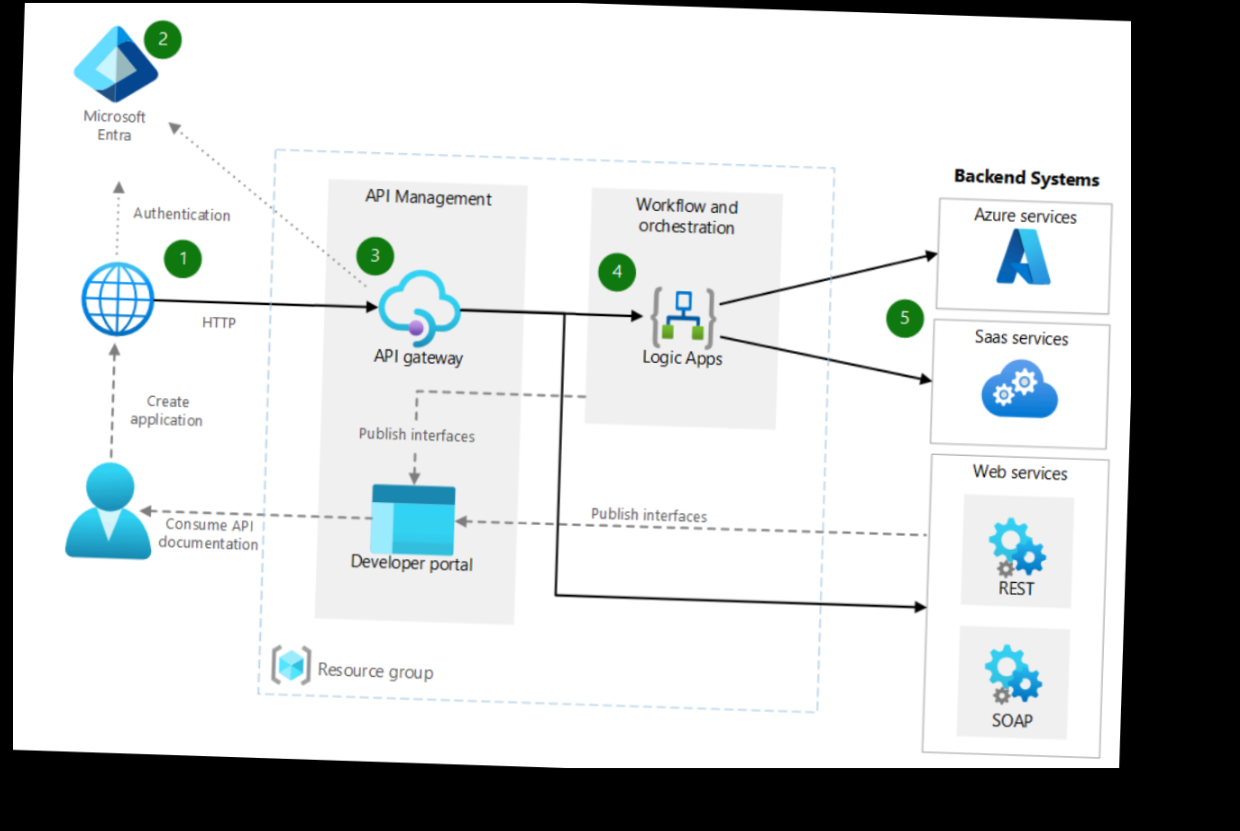 2
Microsoft
Entra
Authentication
1
HTTP
Create
application
Consume API
documentation
API Management
3
API gateway
Publish interfaces
Developer portal
Resource group
Workflow and
orchestration
4
Logic Apps
Publish interfaces
Backend Systems
Azure services
5
Saas services
Web services
REST
SOAP